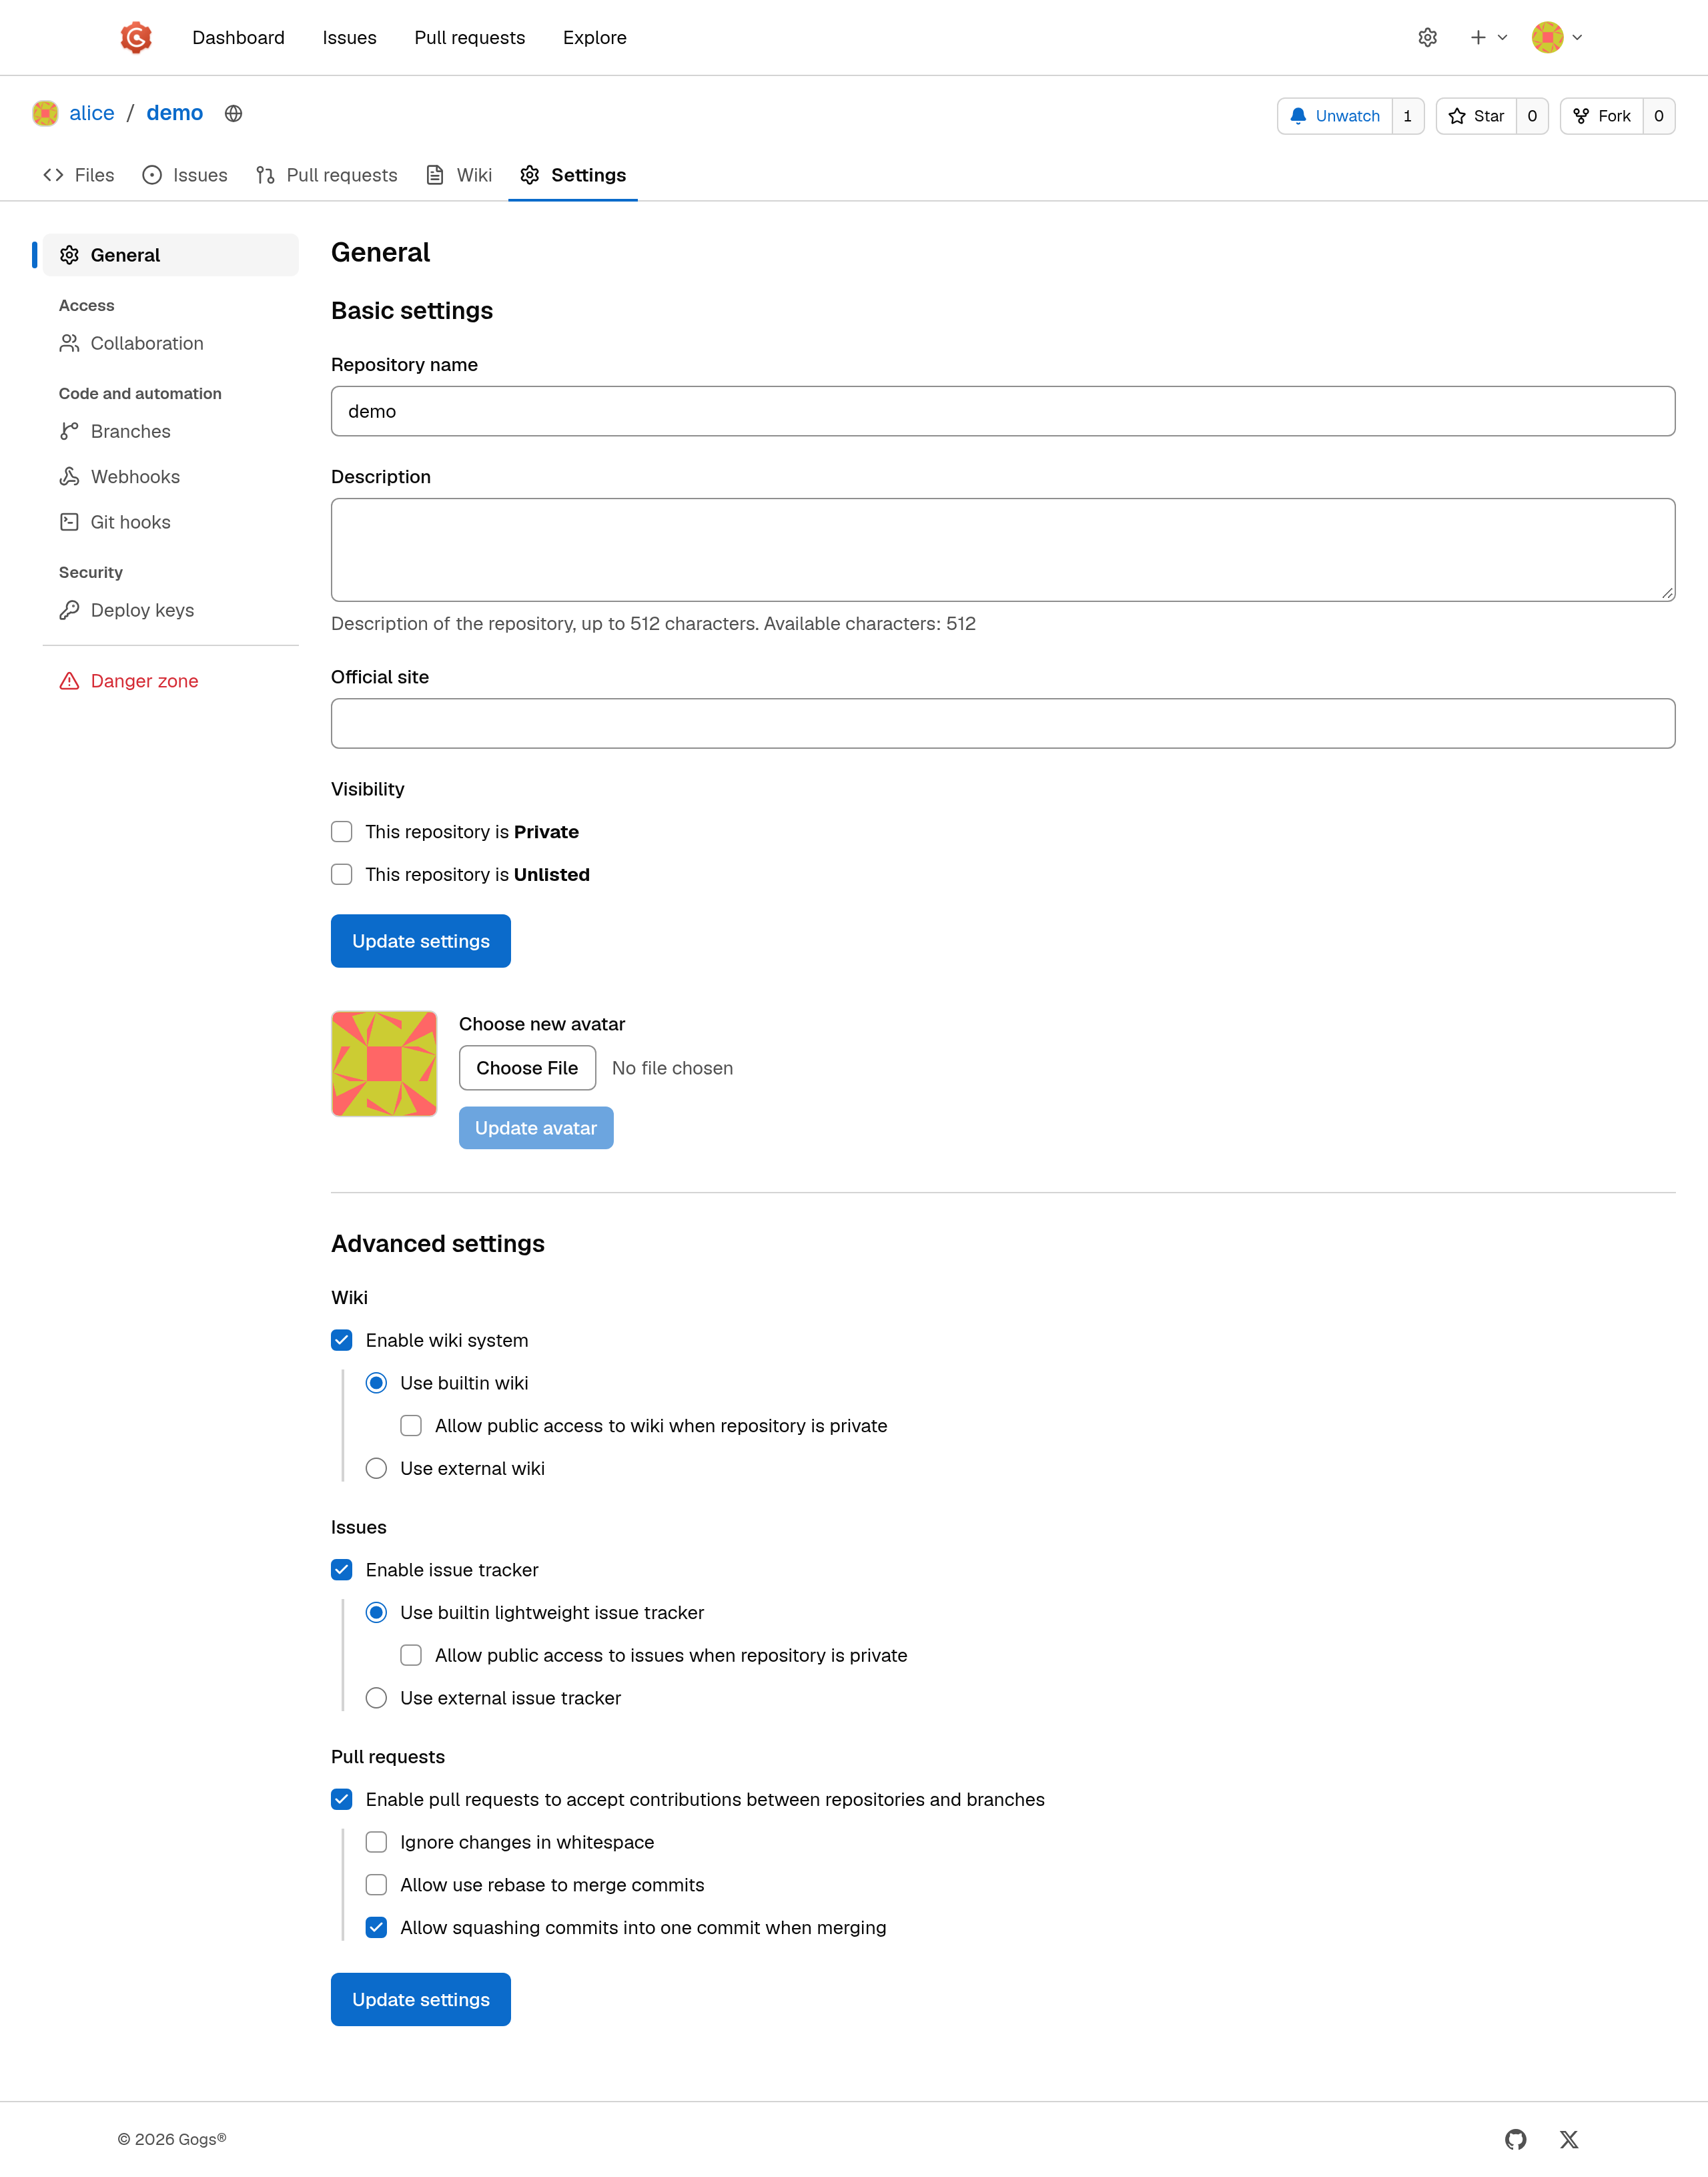 Dashboard Issues Pull requests Explore
alice / demo
Unwatch 1 Star 0 Fork 0
Files Issues Pull requests Wiki Settings
General
Access
Collaboration
Code and automation
Branches
Webhooks
Git hooks
Security
Deploy keys
Danger zone
General
Basic settings
Repository name
demo
Description
Description of the repository, up to 512 characters. Available characters: 512
Official site
Visibility
This repository is Private
This repository is Unlisted
Update settings
Choose new avatar
Choose File No file chosen
Update avatar
Advanced settings
Wiki
Enable wiki system
Use builtin wiki
Allow public access to wiki when repository is private
Use external wiki
Issues
Enable issue tracker
Use builtin lightweight issue tracker
Allow public access to issues when repository is private
Use external issue tracker
Pull requests
Enable pull requests to accept contributions between repositories and branches
Ignore changes in whitespace
Allow use rebase to merge commits
Allow squashing commits into one commit when merging
Update settings
© 2026 Gogs®